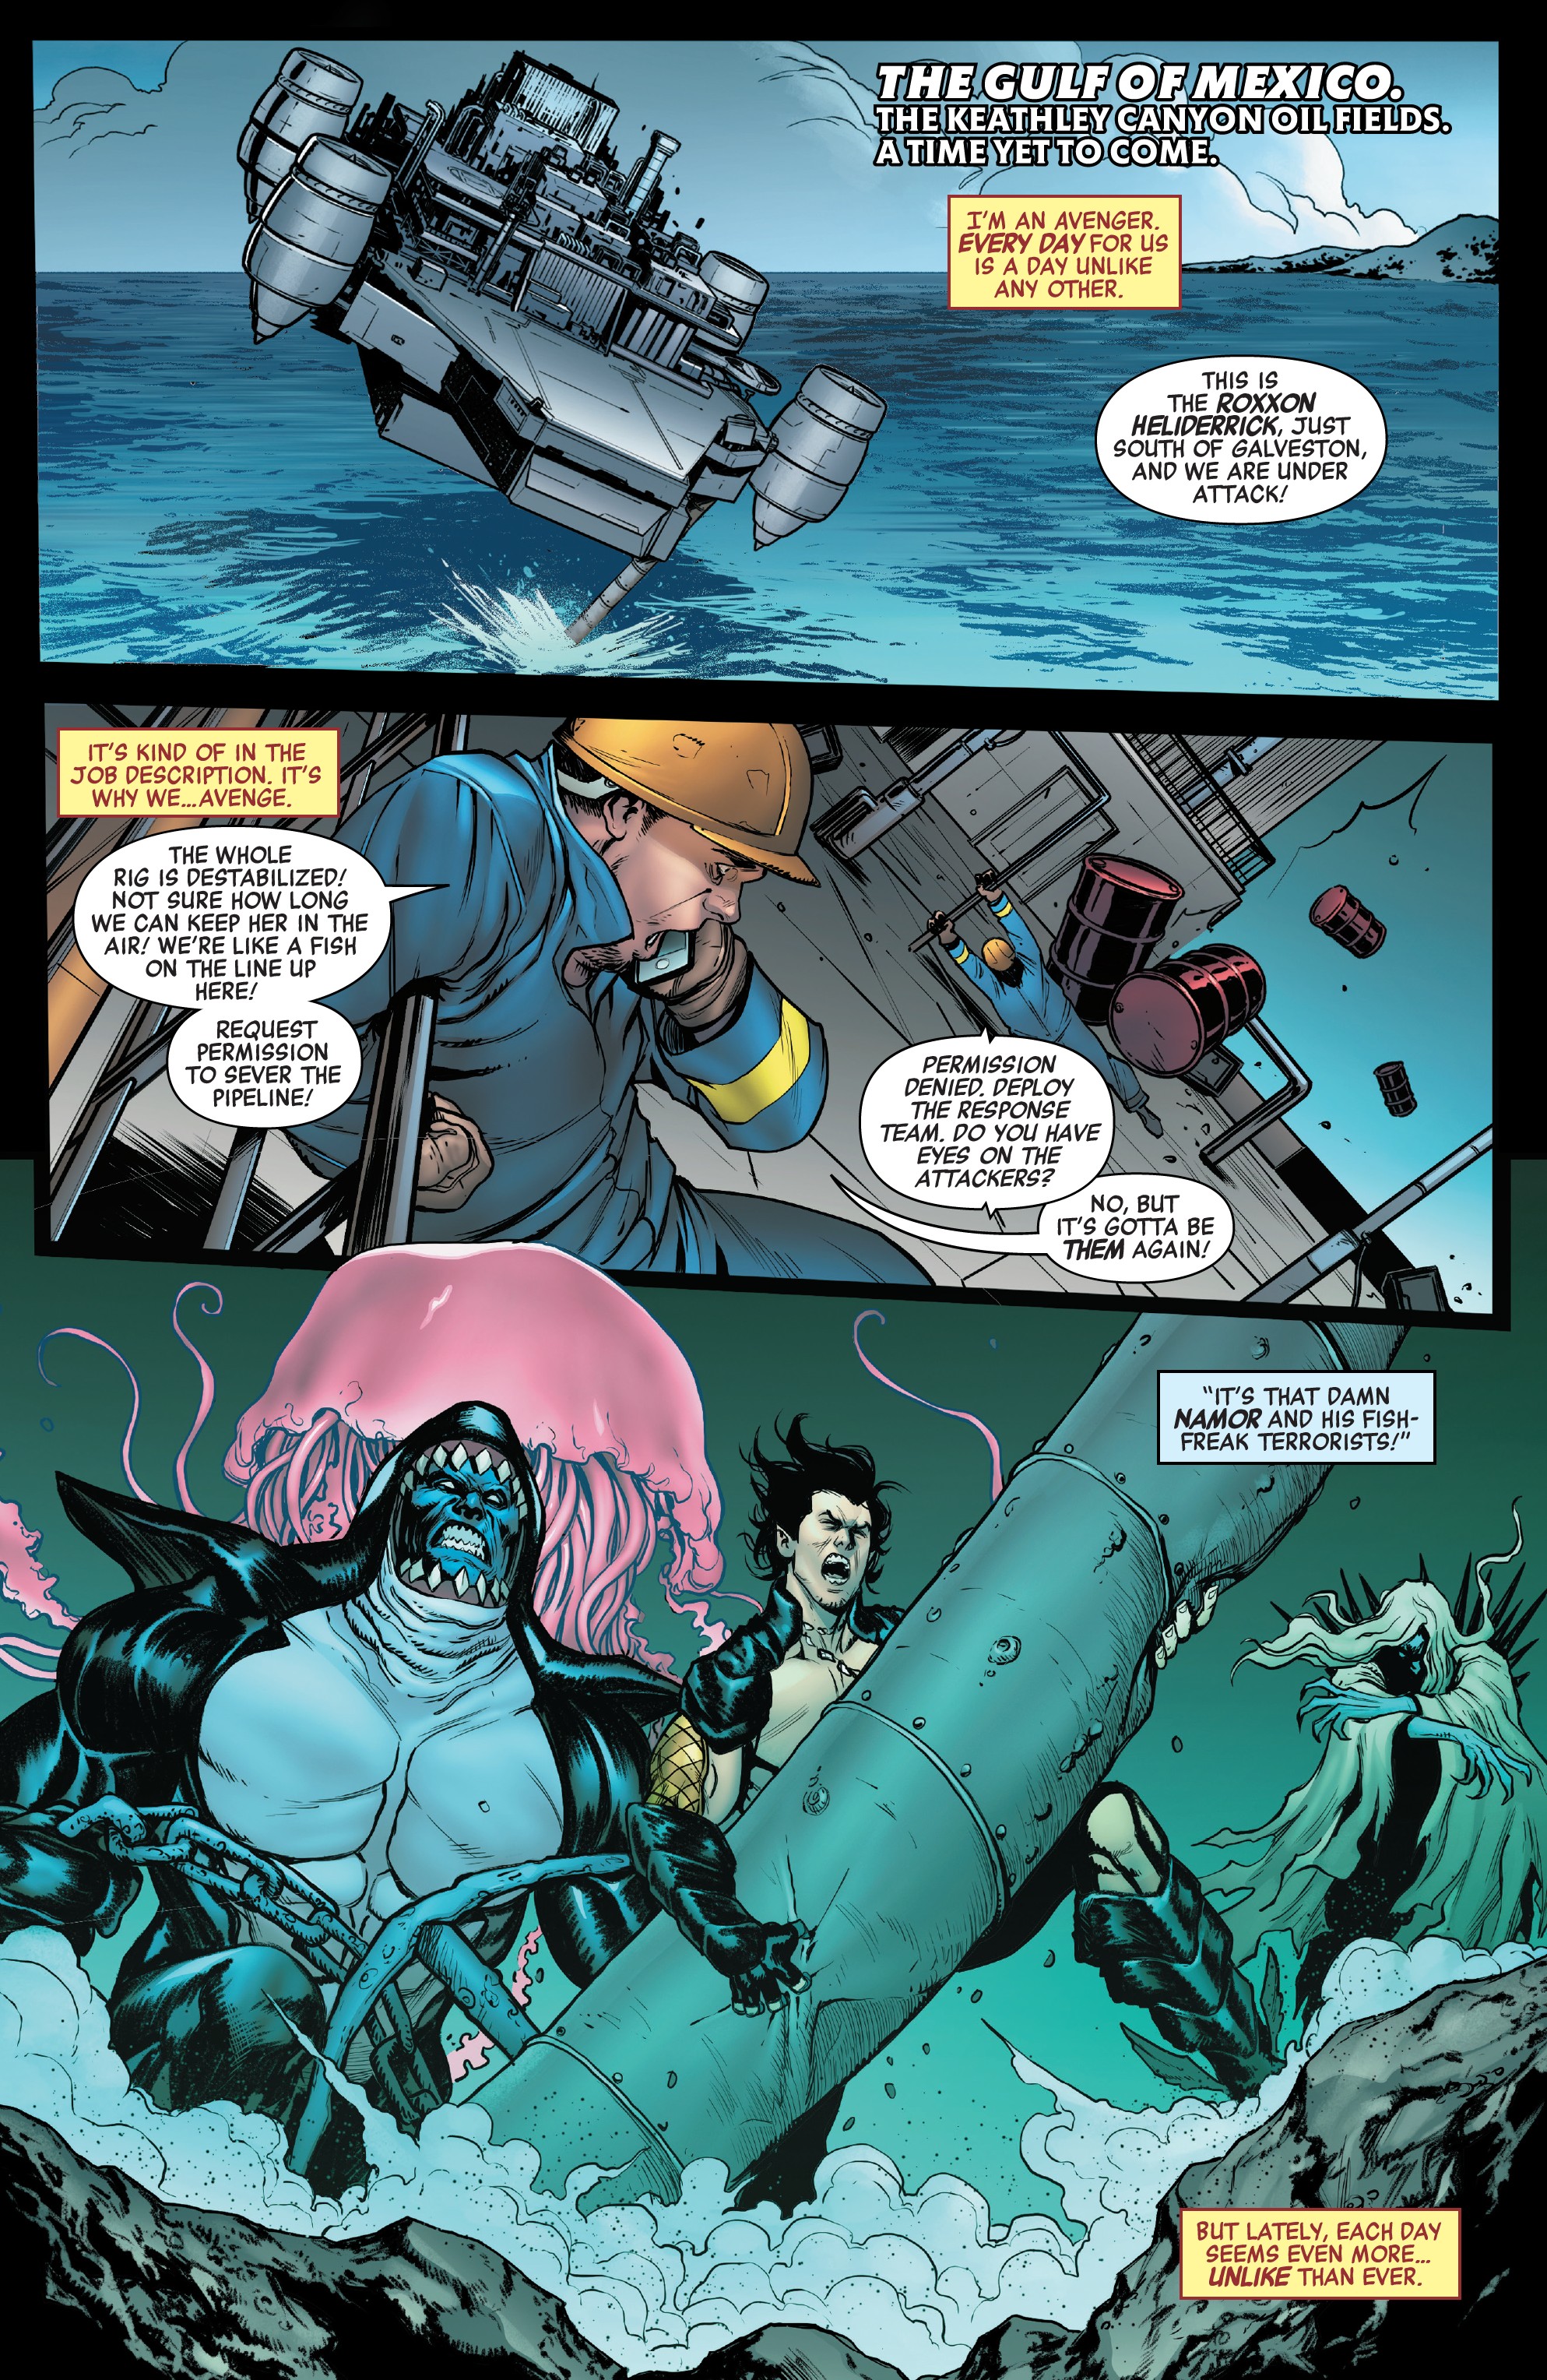 THE GULF OF MEXICO.
THE KEATHLEY CANYON OIL FIELDS.
A TIME YET TO COME.
I'M AN AVENGER.
EVERY DAY FOR US
IS A DAY UNLIKE
ANY OTHER.
THIS IS
THE ROXXON
HELIDERRICK, JUST
SOUTH OF GALVESTON,
AND WE ARE UNDER
ATTACK!
IT'S KIND OF IN THE
JOB DESCRIPTION. IT'S
WHY WE...AVENGE.
THE WHOLE
RIG IS DESTABILIZED!
NOT SURE HOW LONG
WE CAN KEEP HER IN THE
AIR! WE'RE LIKE A FISH
ON THE LINE UP
HERE!
REQUEST
PERMISSION
TO SEVER THE
PIPELINE!
PERMISSION
DENIED. DEPLOY
THE RESPONSE
TEAM. DO YOU HAVE
EYES ON THE
ATTACKERS?
NO, BUT
IT'S GOTTA BE
THEM AGAIN!
"IT'S THAT DAMN
NAMOR AND HIS FISH-
FREAK TERRORISTS!"
BUT LATELY, EACH DAY
SEEMS EVEN MORE...
UNLIKE THAN EVER.